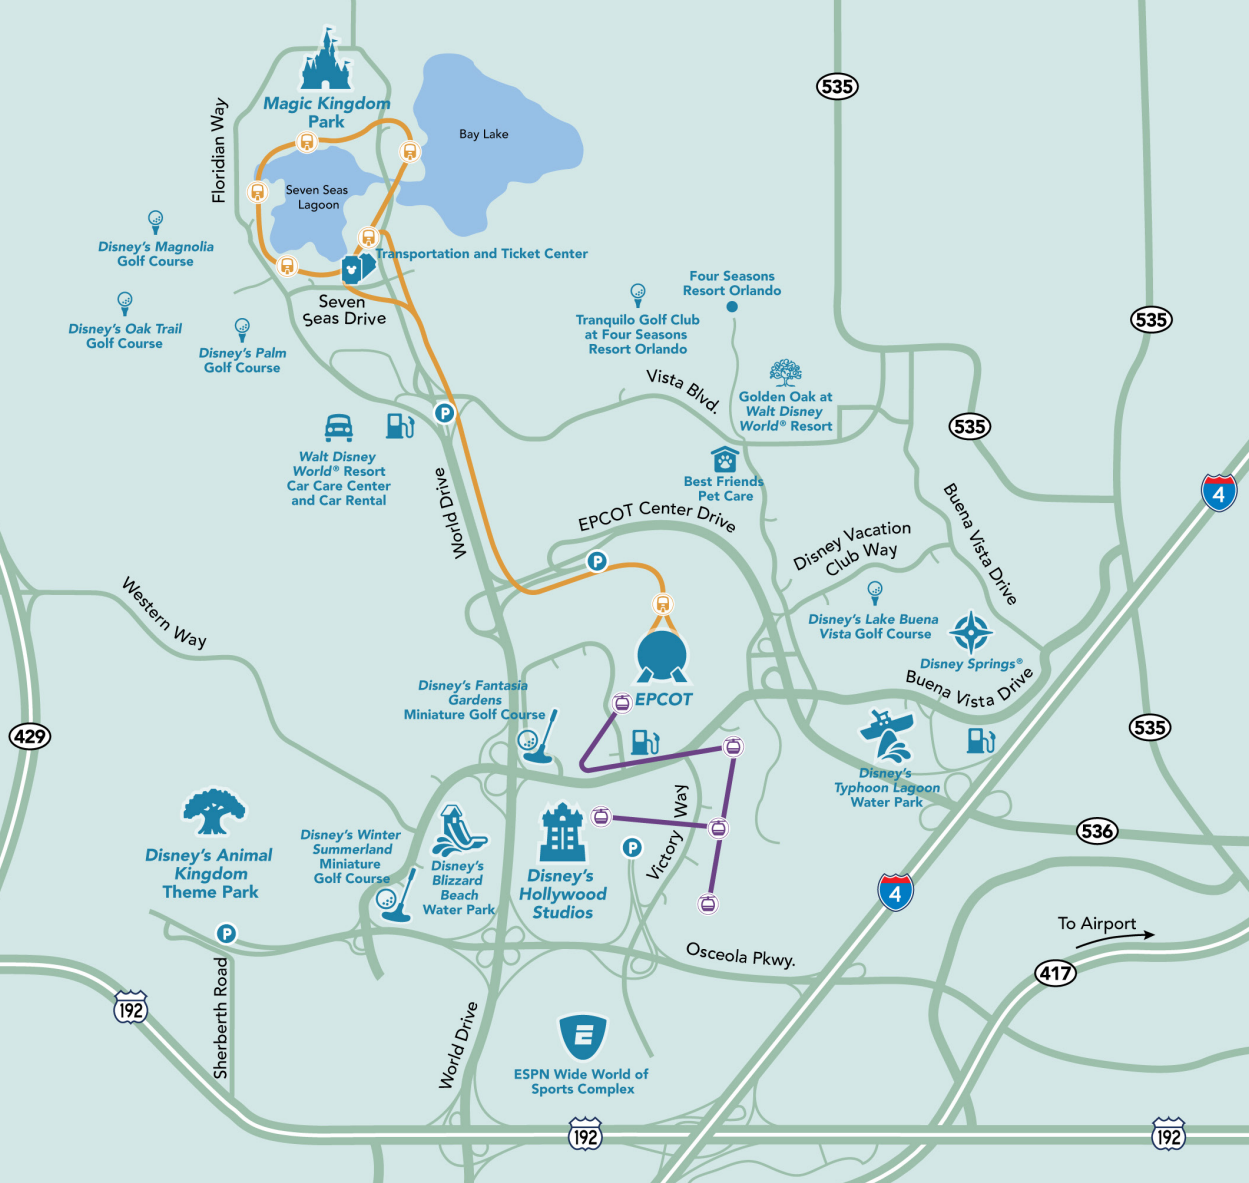 535
Magic Kingdom
Park
Floridian Way
Bay Lake
Seven Seas
Lagoon
Disney's Magnolia
Golf Course
Transportation and Ticket Center
Four Seasons
Resort Orlando
Seven
Seas Drive
Disney's Oak Trail
Golf Course
Disney's Palm
Golf Course
Tranquilo Golf Club
at Four Seasons
Resort Orlando
535
Vista Blvd.
Golden Oak at
Walt Disney
World® Resort
535
P
Walt Disney
World® Resort
Car Care Center
and Car Rental
World Drive
Best Friends
Pet Care
4
EPCOT Center Drive
Buena Vista Drive
Disney Vacation
Club Way
P
Western Way
Disney's Lake Buena
Vista Golf Course
Disney Springs®
Buena Vista Drive
EPCOT
Disney's Fantasia
Gardens
Miniature Golf Course
429
535
Disney's
Typhoon Lagoon
Water Park
Victory Way
536
Disney's Animal
Kingdom
Theme Park
Disney's Winter
Summerland
Miniature
Golf Course
Disney's
Blizzard
Beach
Water Park
Disney's
Hollywood
Studios
P
4
To Airport
P
Osceola Pkwy.
417
Sherberth Road
192
World Drive
E
ESPN Wide World of
Sports Complex
192
192